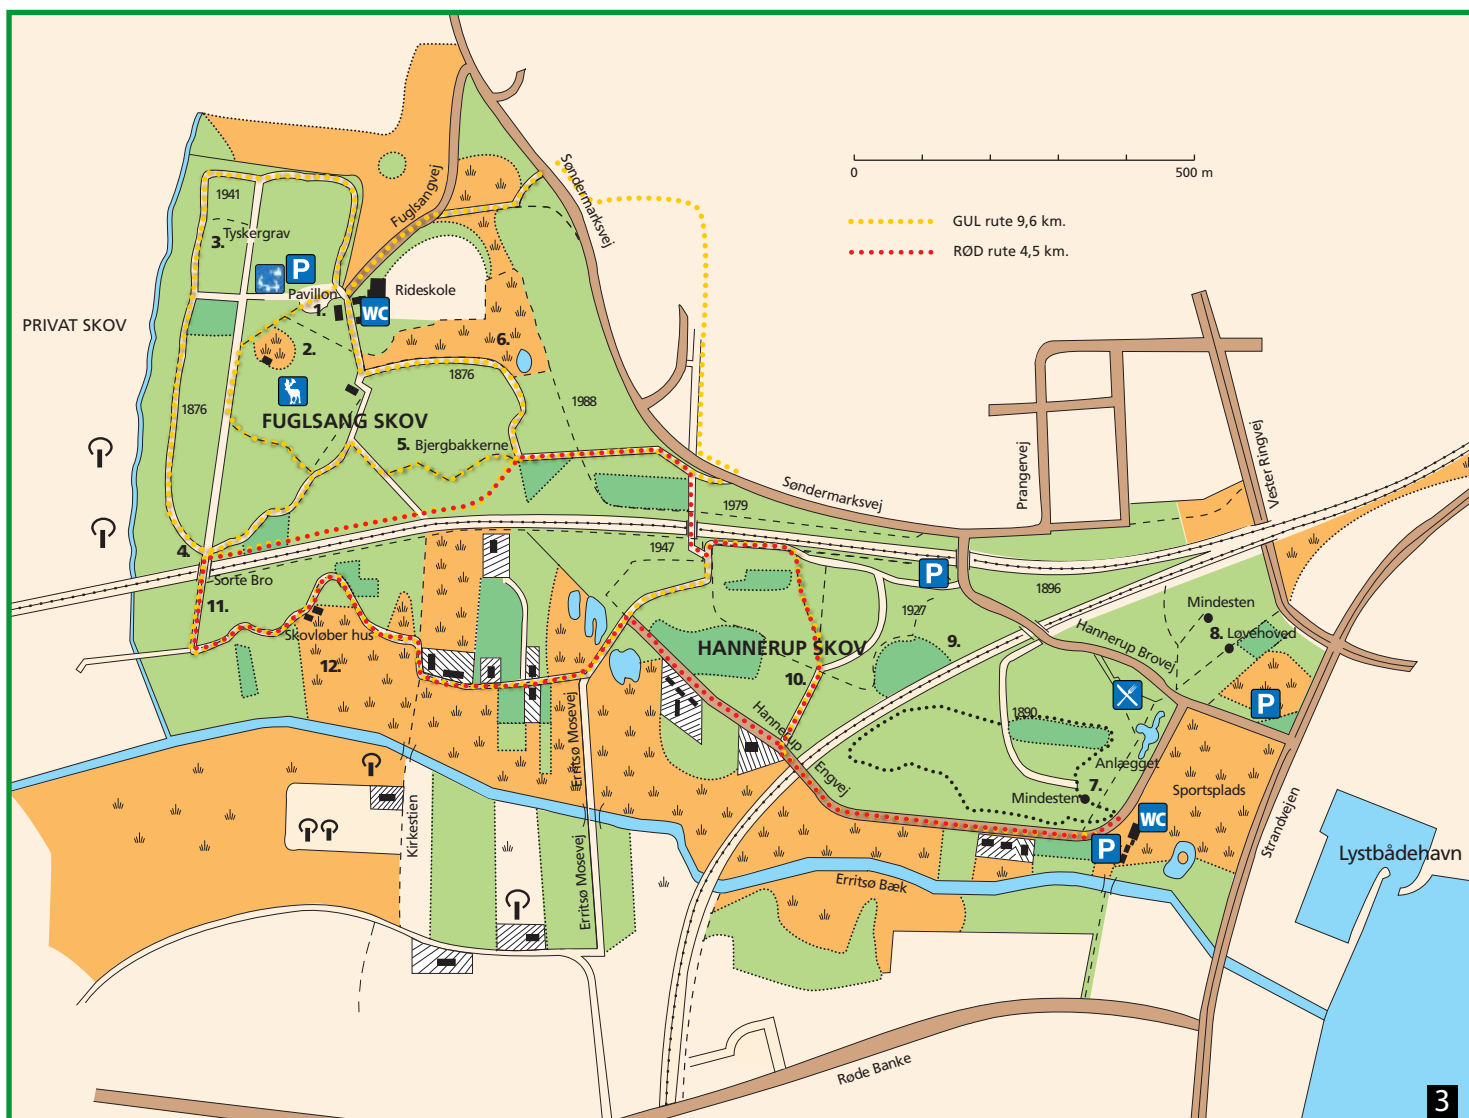 Søndermarksvej
0
500 m
GUL rute 9,6 km.
RØD rute 4,5 km.
Fuglsangvej
1941
3. Tyskergrav
P
Pavillon
1.
Rideskole
WC
PRIVAT SKOV
2.
6.
1876
1876
1988
FUGLSANG SKOV
5. Bjergbakkerne
Søndermarksvej
Prangervej
Vester Ringvej
1979
4.
1947
Sorte Bro
11.
P
1896
1927
Mindesten
Hannerup Brovej
8. Løvehoved
Skovløber hus
12.
HANNERUP SKOV
9.
10.
P
1890
Hannerup Engvej
Erritsø Mosevej
Anlægget
7.
Mindesten
Sportsplads
WC
P
Kirkestien
Erritsø Mosevej
Erritsø Bæk
Strandvejen
Lystbådehavn
Røde Banke
3